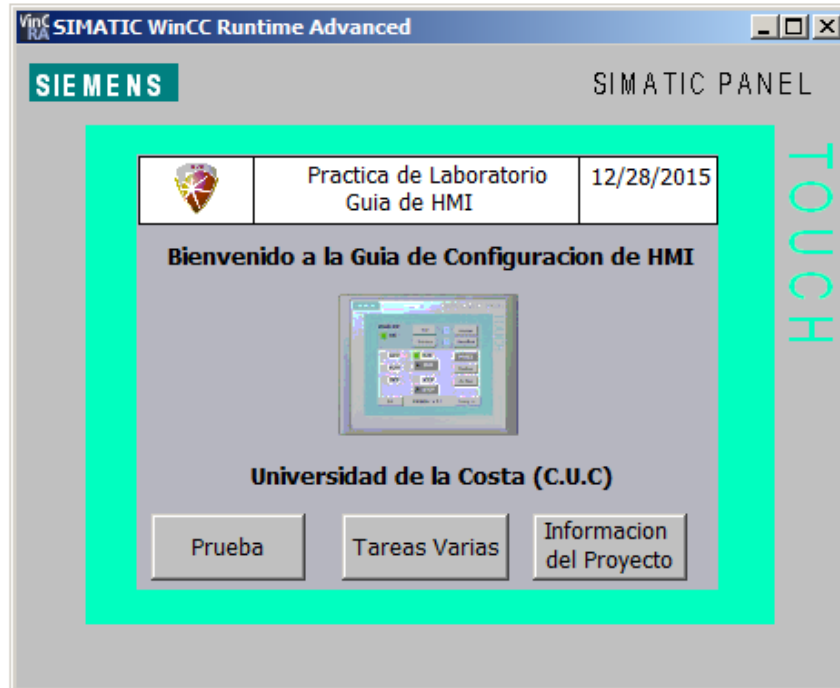 SIMATIC WinCC Runtime Advanced
SIEMENS
SIMATIC PANEL
TOUCH
Practica de Laboratorio
Guia de HMI
12/28/2015
Bienvenido a la Guia de Configuracion de HMI
Universidad de la Costa (C.U.C)
Prueba
Tareas Varias
Informacion
del Proyecto